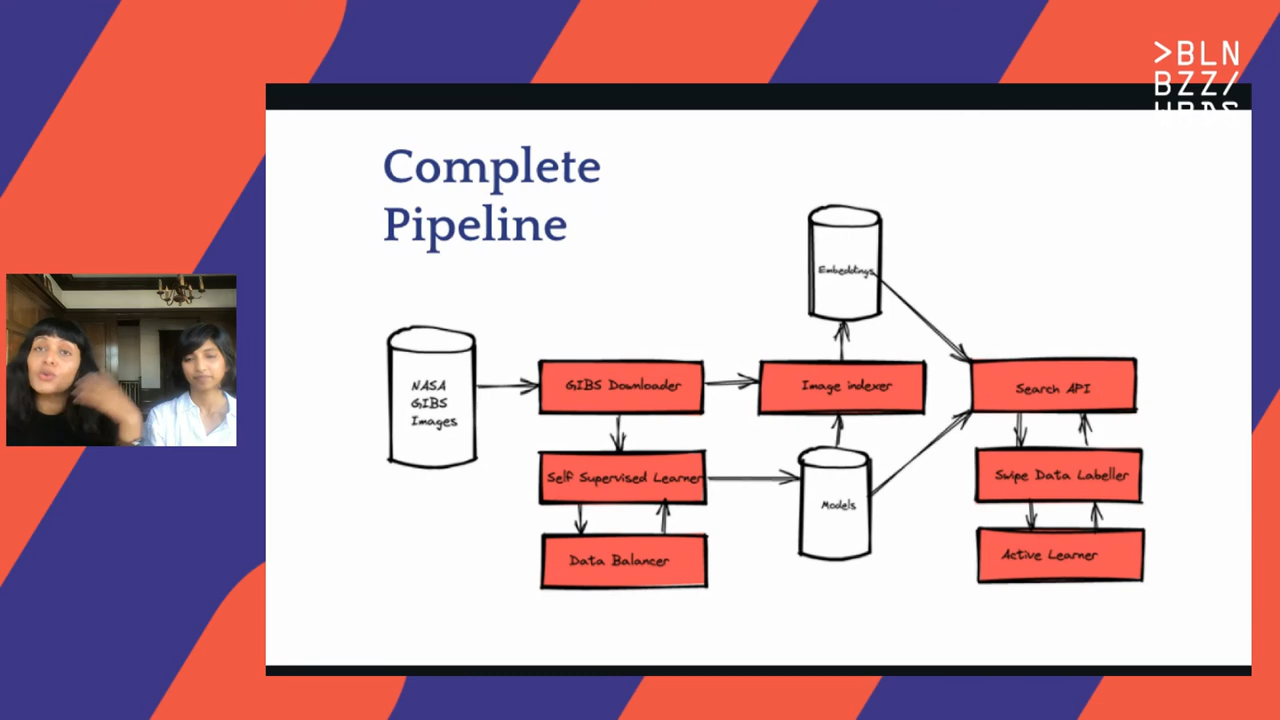 >BLN
BZZ/
WRDS
Complete
Pipeline
Embeddings
NASA
GIBS
Images
GIBS Downloader
Image indexer
Search API
Self Supervised Learner
Models
Swipe Data Labeller
Data Balancer
Active Learner